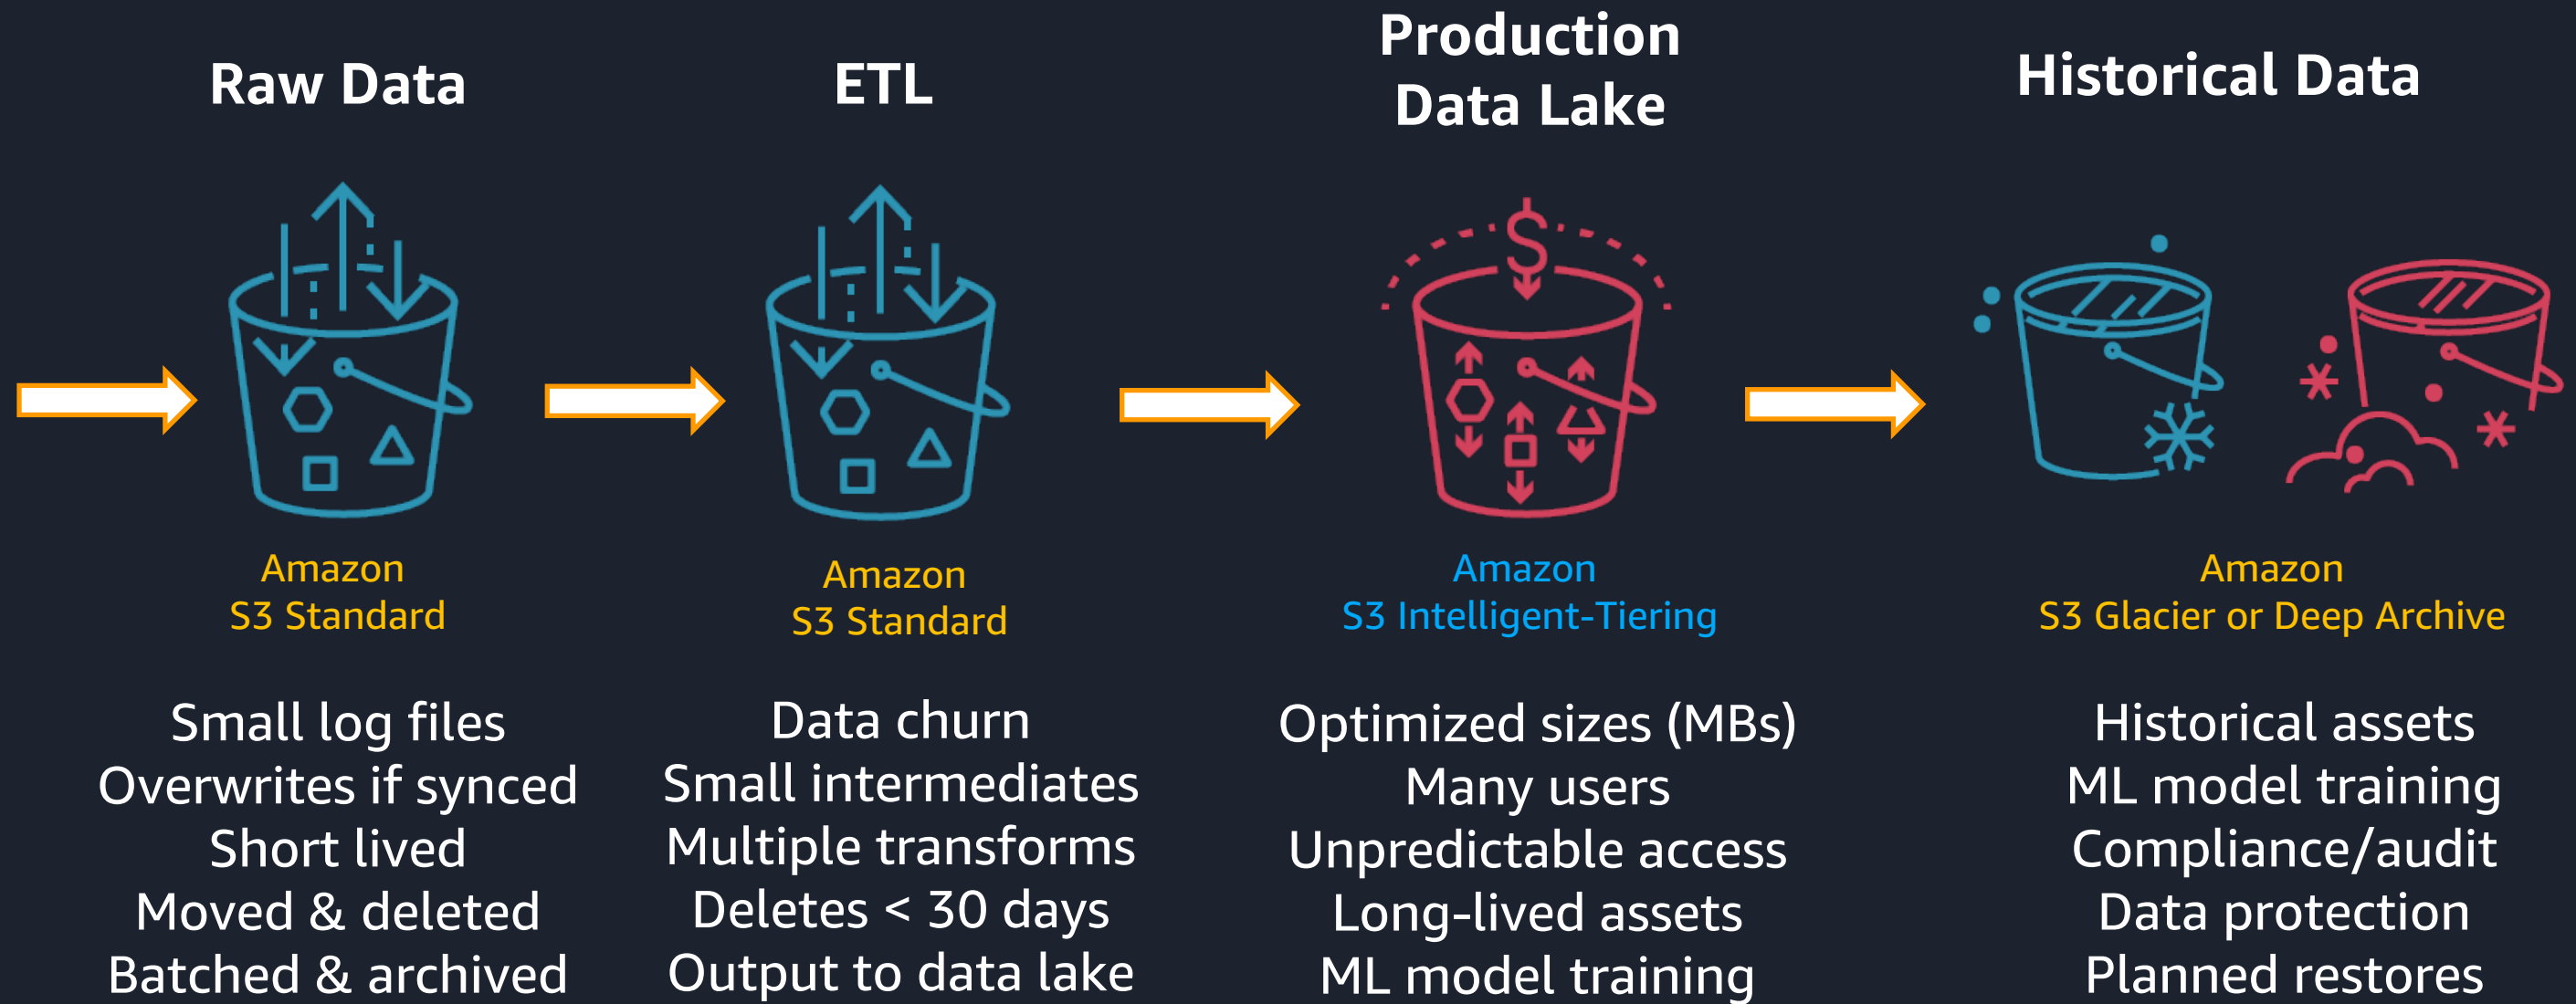 Raw Data
Amazon
S3 Standard
Small log files
Overwrites if synced
Short lived
Moved & deleted
Batched & archived
ETL
Amazon
S3 Standard
Data churn
Small intermediates
Multiple transforms
Deletes < 30 days
Output to data lake
Production
Data Lake
$
Amazon
S3 Intelligent-Tiering
Optimized sizes (MBs)
Many users
Unpredictable access
Long-lived assets
ML model training
Historical Data
Amazon
S3 Glacier or Deep Archive
Historical assets
ML model training
Compliance/audit
Data protection
Planned restores